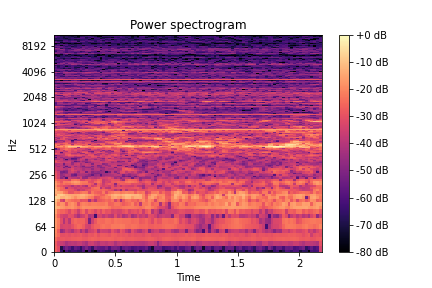 Power spectrogram
8192
4096
2048
1024
512
256
128
64
0
Hz
0
0.5
1
1.5
2
Time
+0 dB
-10 dB
-20 dB
-30 dB
-40 dB
-50 dB
-60 dB
-70 dB
-80 dB